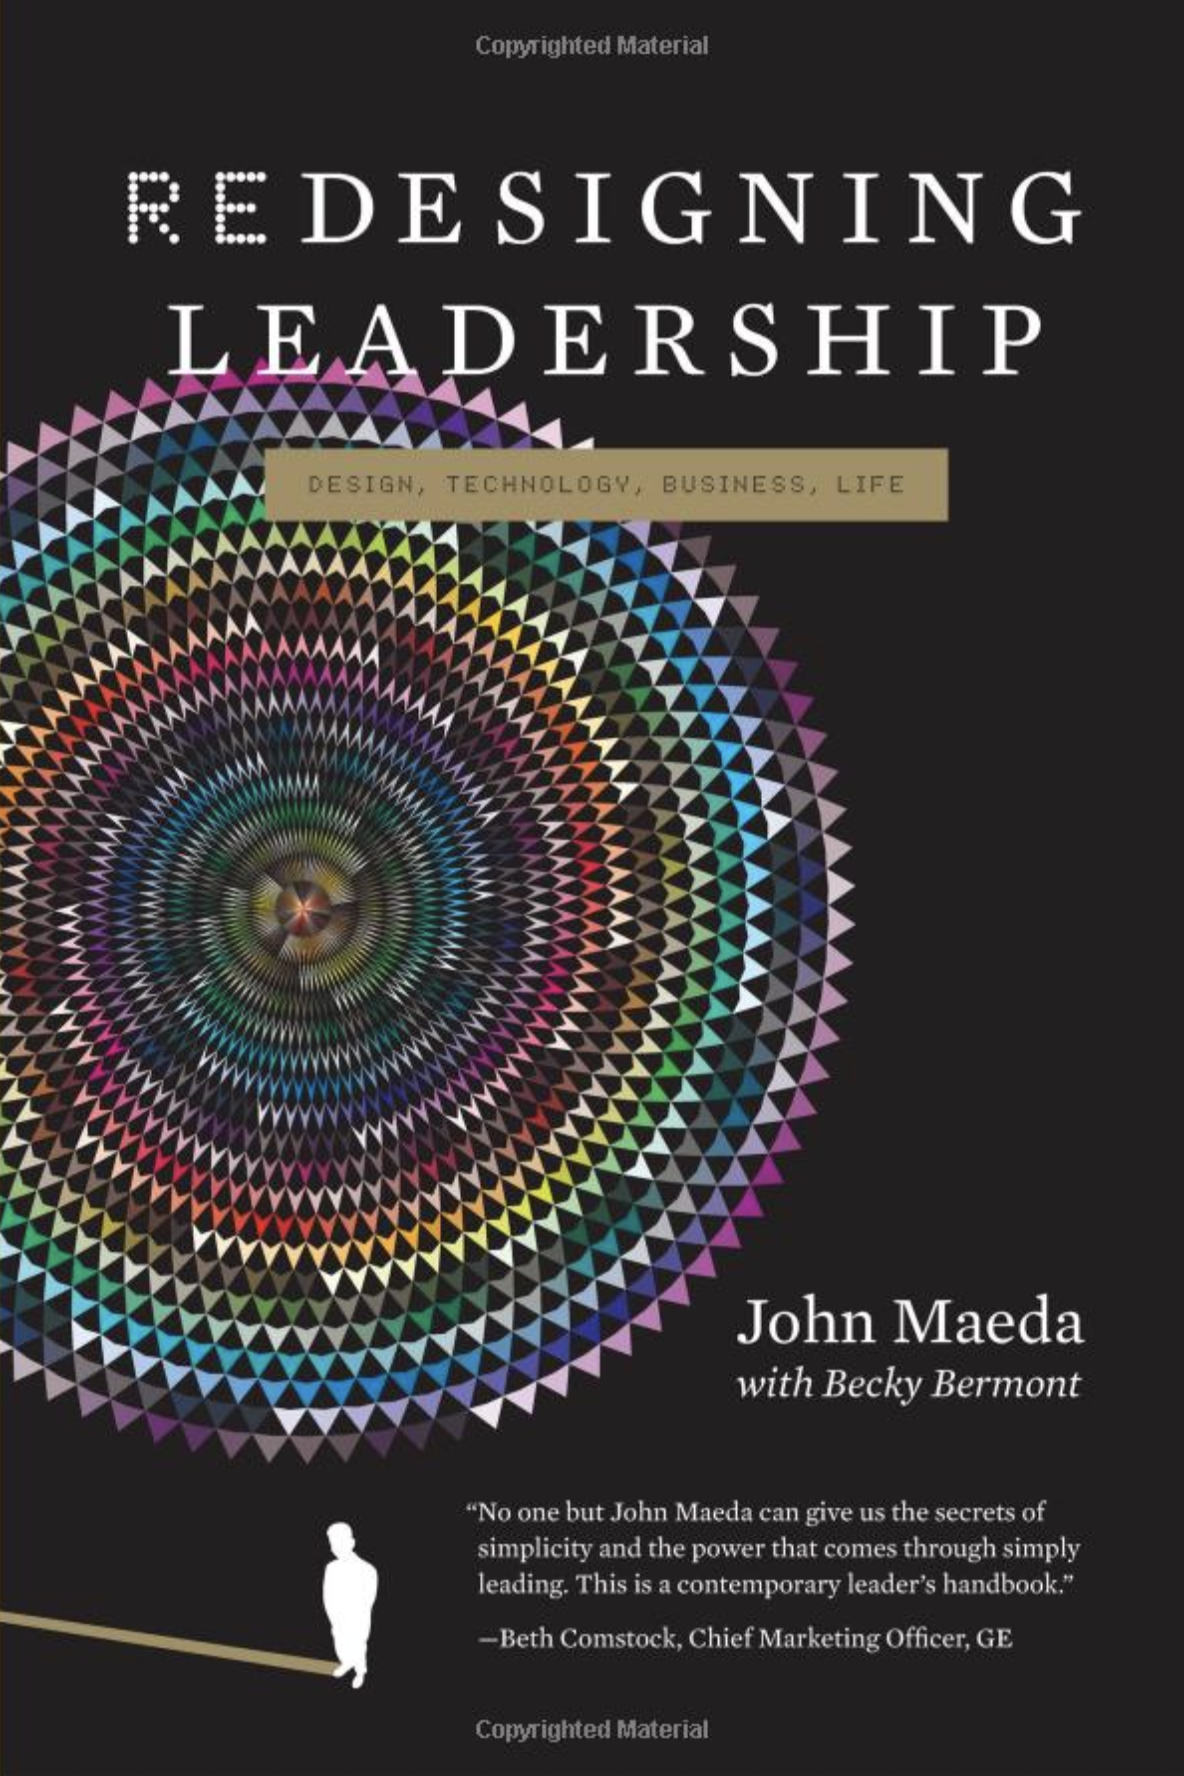 Copyrighted Material
REDESIGNING
LEADERSHIP
DESIGN, TECHNOLOGY, BUSINESS, LIFE
John Maeda
with Becky Bermont
“No one but John Maeda can give us the secrets of
simplicity and the power that comes through simply
leading. This is a contemporary leader’s handbook.”
—Beth Comstock, Chief Marketing Officer, GE
Copyrighted Material